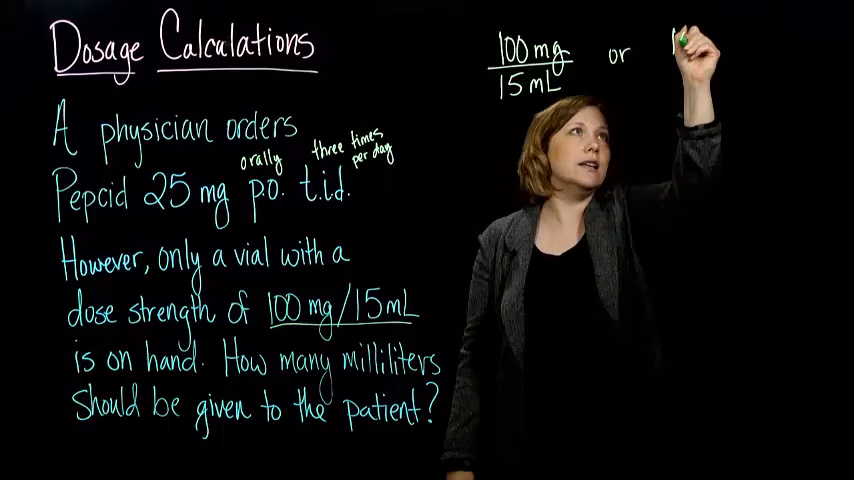 Dosage Calculations
A physician orders
orally three times per day
Pepcid 25 mg p.o. t.i.d.
However, only a vial with a
dose strength of 100 mg/15mL
is on hand. How many milliliters
should be given to the patient?
100 mg or
15 mL